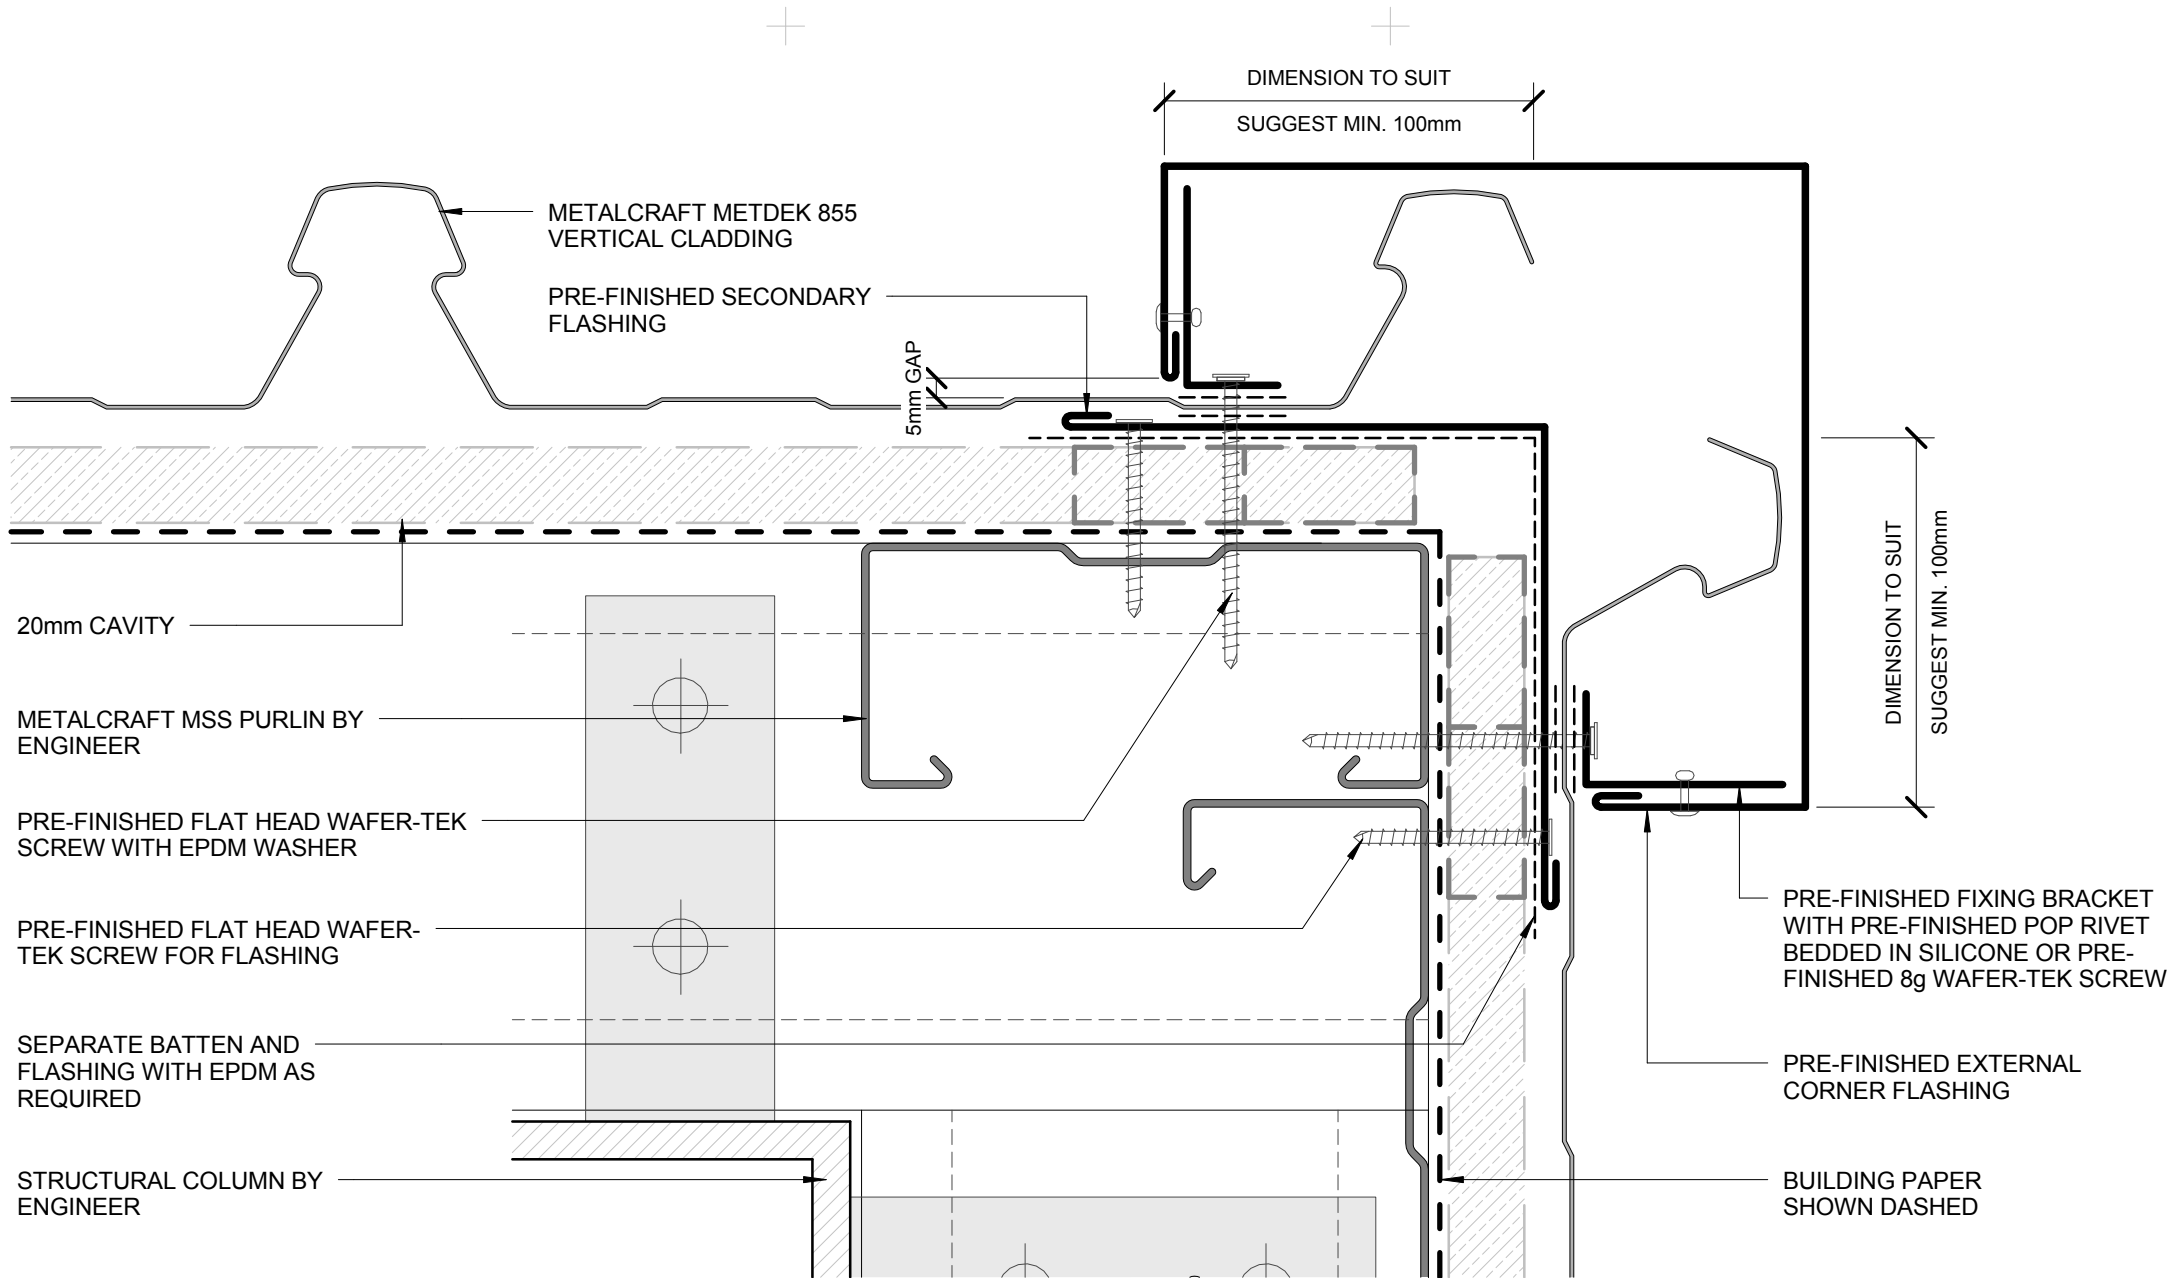 DIMENSION TO SUIT
SUGGEST MIN. 100mm
METALCRAFT METDEK 855
VERTICAL CLADDING
PRE-FINISHED SECONDARY
FLASHING
5mm GAP
20mm CAVITY
METALCRAFT MSS PURLIN BY
ENGINEER
PRE-FINISHED FLAT HEAD WAFER-TEK
SCREW WITH EPDM WASHER
PRE-FINISHED FLAT HEAD WAFER-
TEK SCREW FOR FLASHING
SEPARATE BATTEN AND
FLASHING WITH EPDM AS
REQUIRED
STRUCTURAL COLUMN BY
ENGINEER
DIMENSION TO SUIT
SUGGEST MIN. 100mm
PRE-FINISHED FIXING BRACKET
WITH PRE-FINISHED POP RIVET
BEDDED IN SILICONE OR PRE-
FINISHED 8g WAFER-TEK SCREW
PRE-FINISHED EXTERNAL
CORNER FLASHING
BUILDING PAPER
SHOWN DASHED